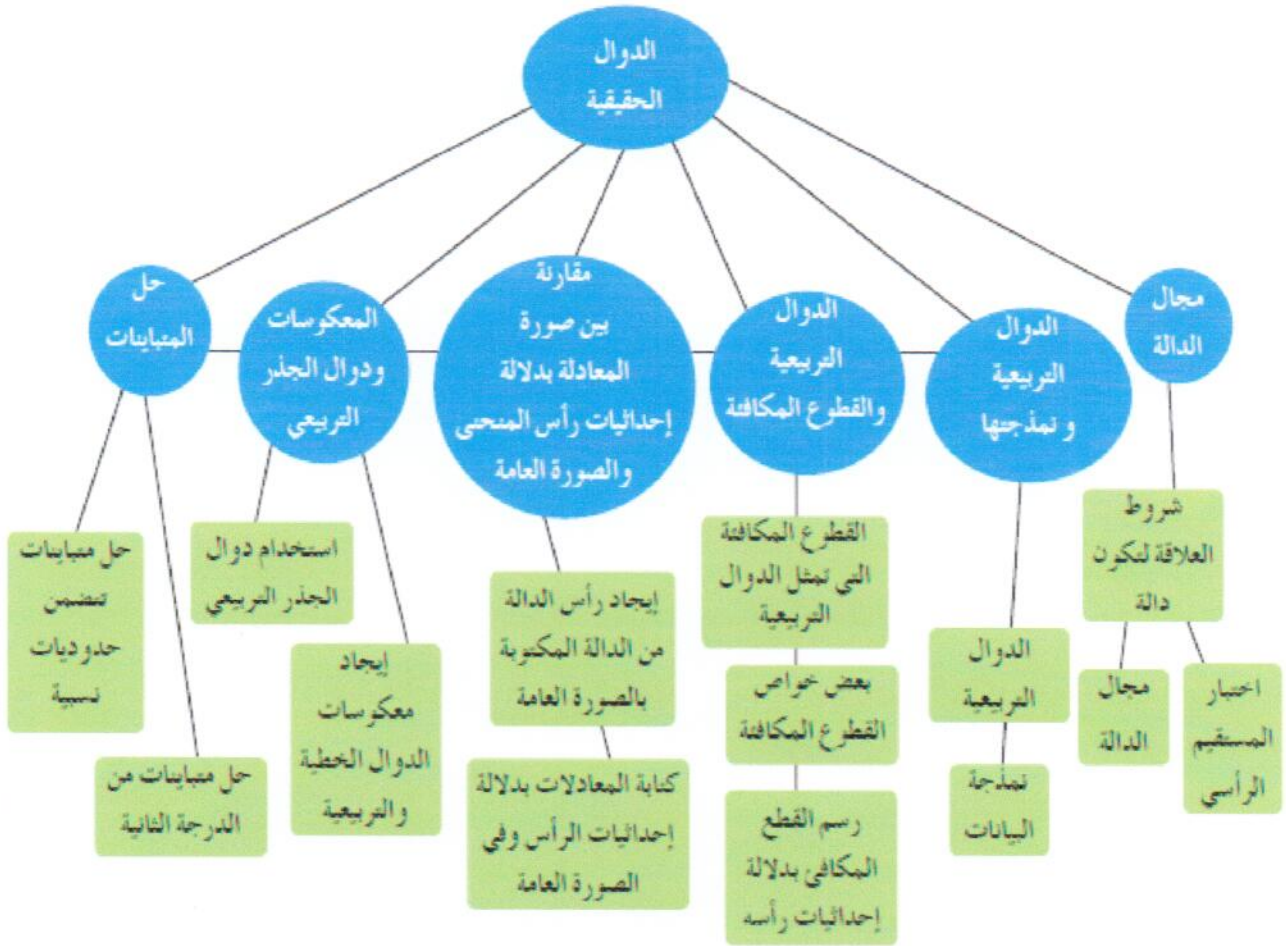 الدوال
الحقيقية
مجال
الدالة
الدوال
التربيعية
و نمذجتها
الدوال
التربيعية
والقطوع المكافئة
مقارنة
بين صورة
المعادلة بدلالة
إحداثيات رأس المنحنى
والصورة العامة
المعكوسات
ودوال الجذر
التربيعي
حل
المتباينات
شروط
العلاقة لتكون
دالة
اختبار
المستقيم
الرأسي
مجال
الدالة
الدوال
التربيعية
نمذجة
البيانات
القطوع المكافئة
التي تمثل الدوال
التربيعية
بعض خواص
القطوع المكافئة
رسم القطع
المكافئ بدلالة
إحداثيات رأسه
إيجاد رأس الدالة
من الدالة المكتوبة
بالصورة العامة
كتابة المعادلات بدلالة
إحداثيات الرأس وفي
الصورة العامة
استخدام دوال
الجذر التربيعي
إيجاد
معكوسات
الدوال الخطية
والتربيعية
حل متباينات
تتضمن
حدوديات
نسبية
حل متباينات من
الدرجة الثانية